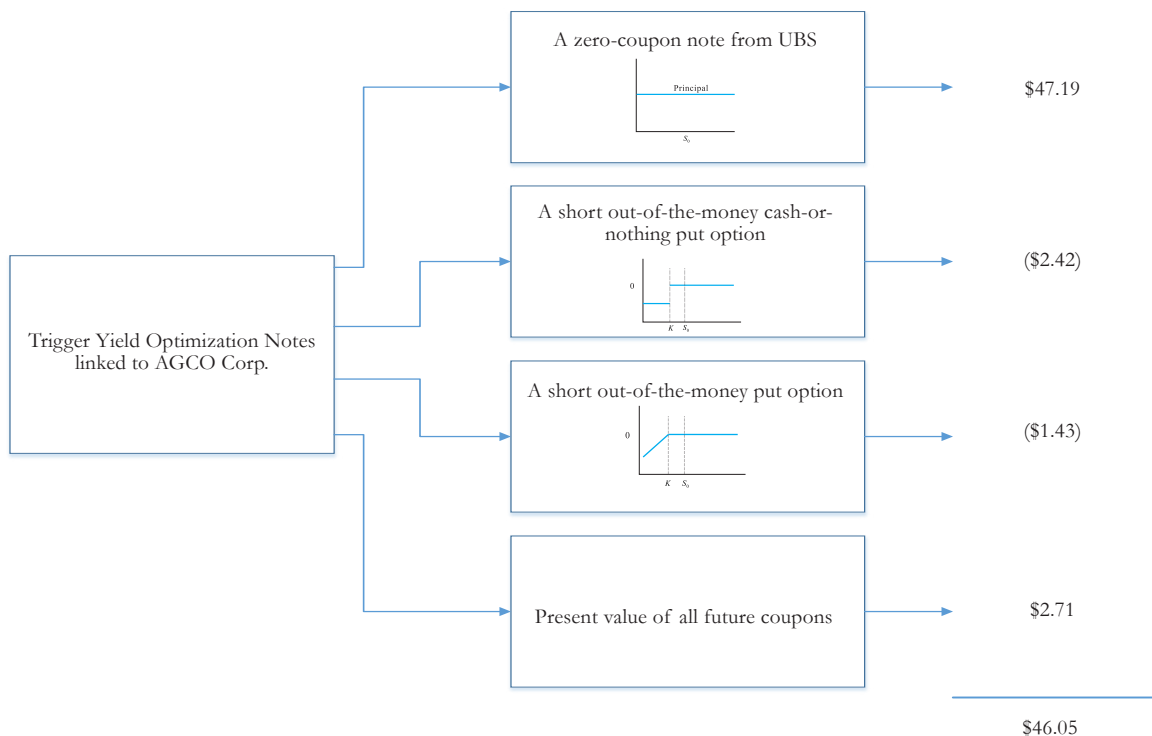 A zero-coupon note from UBS
Principal
S₀
$47.19
A short out-of-the-money cash-or-
nothing put option
0
K S₀
($2.42)
Trigger Yield Optimization Notes
linked to AGCO Corp.
A short out-of-the-money put option
0
K S₀
($1.43)
Present value of all future coupons
$2.71
$46.05